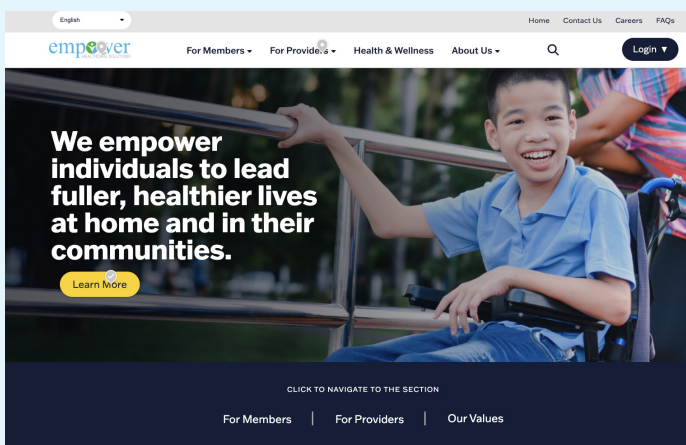 English
Home Contact Us Careers FAQs
empower
HEALTHCARE SOLUTIONS
For Members For Providers Health & Wellness About Us
Login
We empower
individuals to lead
fuller, healthier lives
at home and in their
communities.
Learn More
CLICK TO NAVIGATE TO THE SECTION
For Members | For Providers | Our Values